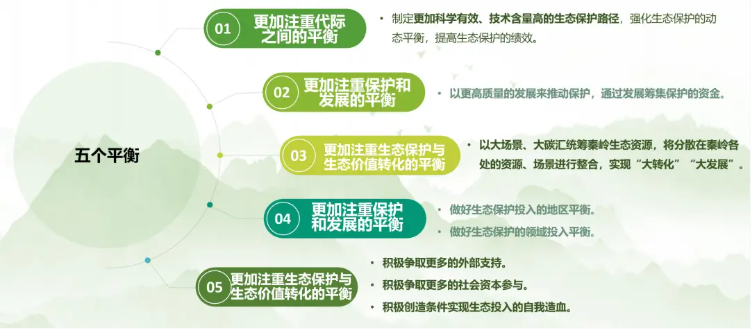 五个平衡
01
更加注重代际
之间的平衡
• 制定更加科学有效、技术含量高的生态保护路径，强化生态保护的动
态平衡，提高生态保护的绩效。
02
更加注重保护和
发展的平衡
• 以更高质量的发展来推动保护，通过发展筹集保护的资金。
03
更加注重生态保护与
生态价值转化的平衡
• 以大场景、大碳汇统筹秦岭生态资源，将分散在秦岭各
处的资源、场景进行整合，实现“大转化”“大发展”。
04
更加注重保护
和发展的平衡
• 做好生态保护投入的地区平衡。
• 做好生态保护的领域投入平衡。
05
更加注重生态保护与
生态价值转化的平衡
• 积极争取更多的外部支持。
• 积极争取更多的社会资本参与。
• 积极创造条件实现生态投入的自我造血。